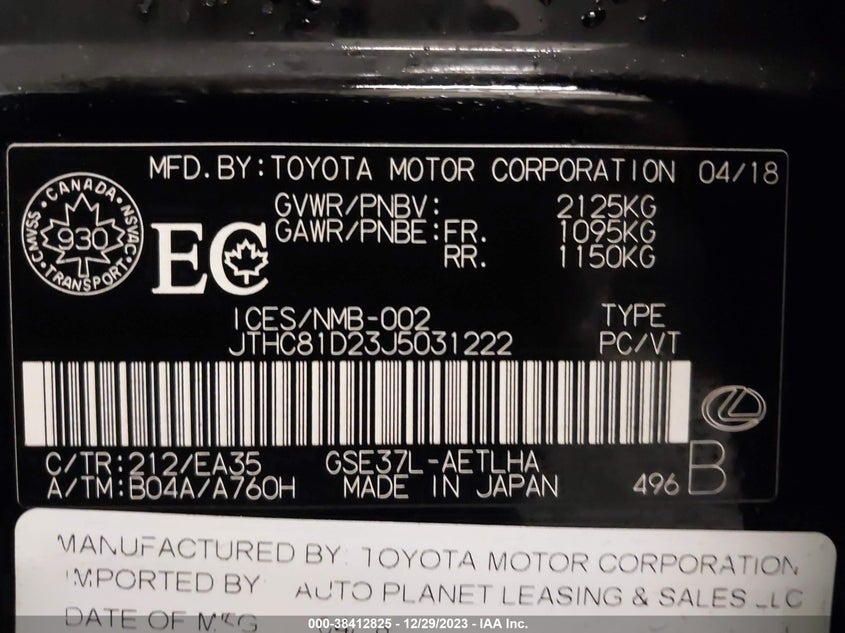 MFD.BY:TOYOTA MOTOR CORPORATION 04/18
CANADA
CMVSS
NSVAC
930
TRANSPORT
EC
GVWR/PNBV: 2125KG
GAWR/PNBE:FR. 1095KG
RR. 1150KG
ICES/NMB-002 TYPE
JTHC81D23J5031222 PC/VT
C/TR:212/EA35 GSE37L-AETLHA
A/TM:B04A/A760H MADE IN JAPAN 496 B
MANUFACTURED BY: TOYOTA MOTOR CORPORATION
IMPORTED BY AUTO PLANET LEASING & SALES LLC
DATE OF MFG
000-38412825 - 12/29/2023 - IAA Inc.